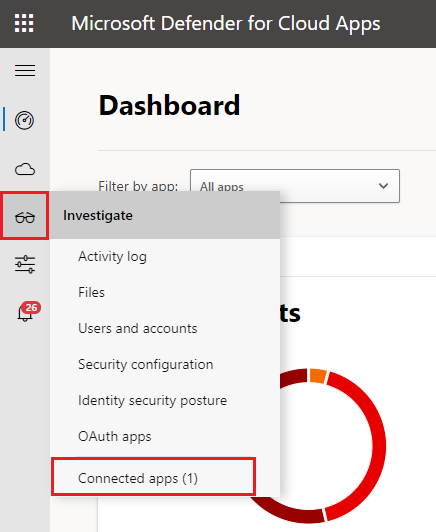 Microsoft Defender for Cloud Apps
Dashboard
Filter by app: All apps
Investigate
Activity log
Files
Users and accounts
26
Security configuration
Identity security posture
OAuth apps
Connected apps (1)